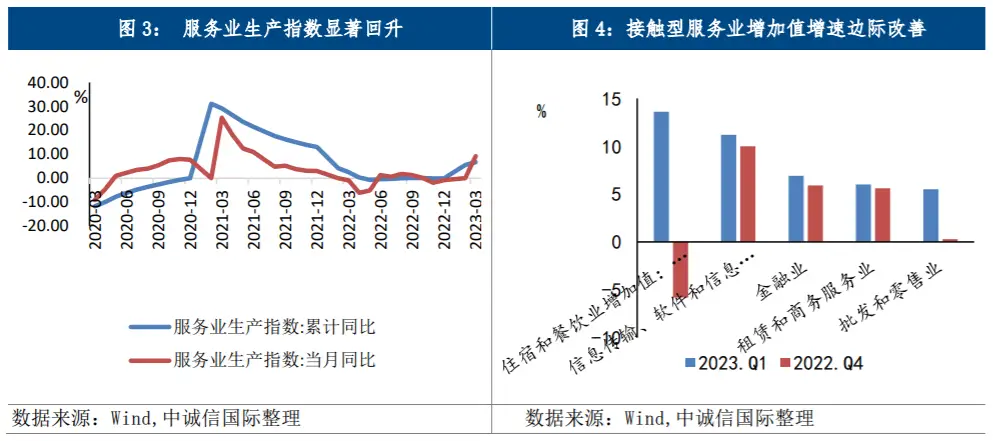 图 3： 服务业生产指数显著回升
40.00
%
30.00
20.00
10.00
0.00
-10.00
-20.00
2020-03
2020-06
2020-09
2020-12
2021-03
2021-06
2021-09
2021-12
2022-03
2022-06
2022-09
2022-12
2023-03
服务业生产指数:累计同比
服务业生产指数:当月同比
数据来源：Wind,中诚信国际整理
图 4：接触型服务业增加值增速边际改善
%
15
10
5
0
-5
-10
住宿和餐饮业增加值：…
信息传输、软件和信息…
金融业
租赁和商务服务业
批发和零售业
2023.Q1
2022.Q4
数据来源：Wind,中诚信国际整理